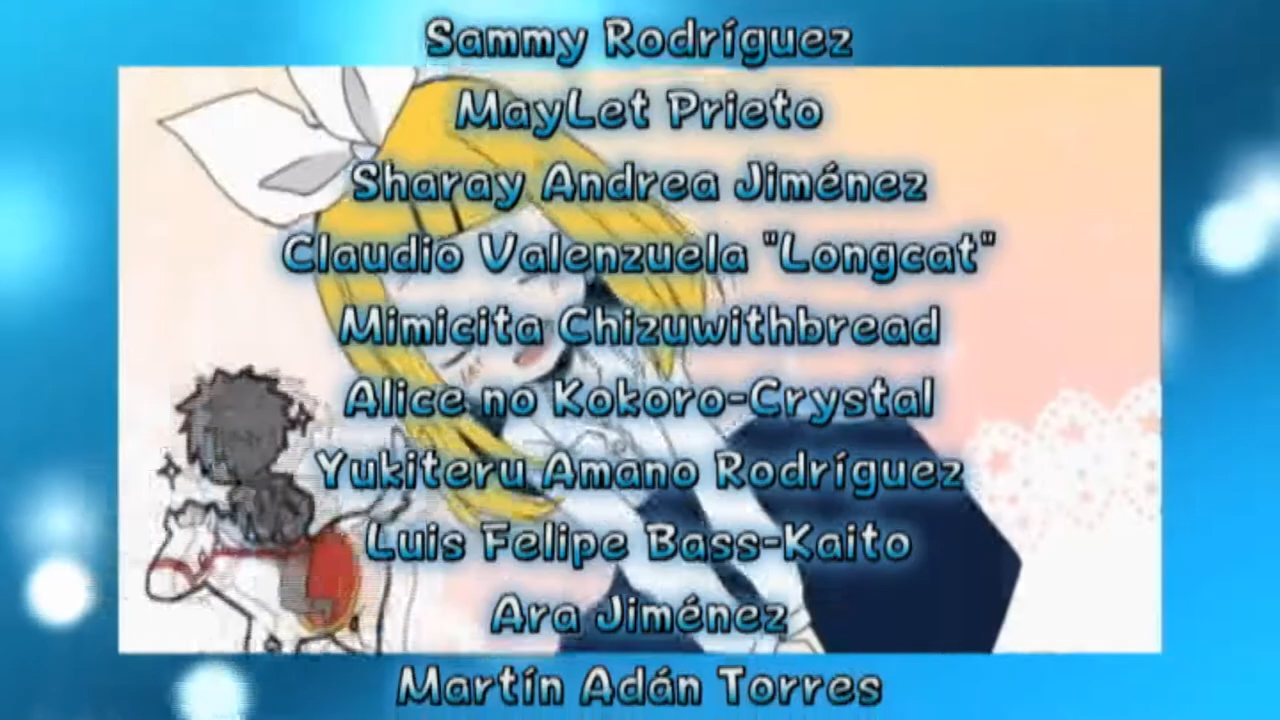 Sammy Rodríguez
MayLet Prieto
Sharay Andrea Jiménez
Claudio Valenzuela "Longcat"
Mimicita Chizuwithbread
Alice no Kokoro-Crystal
Yukiteru Amano Rodríguez
Luis Felipe Bass-Kaito
Ara Jiménez
Martín Adán Torres